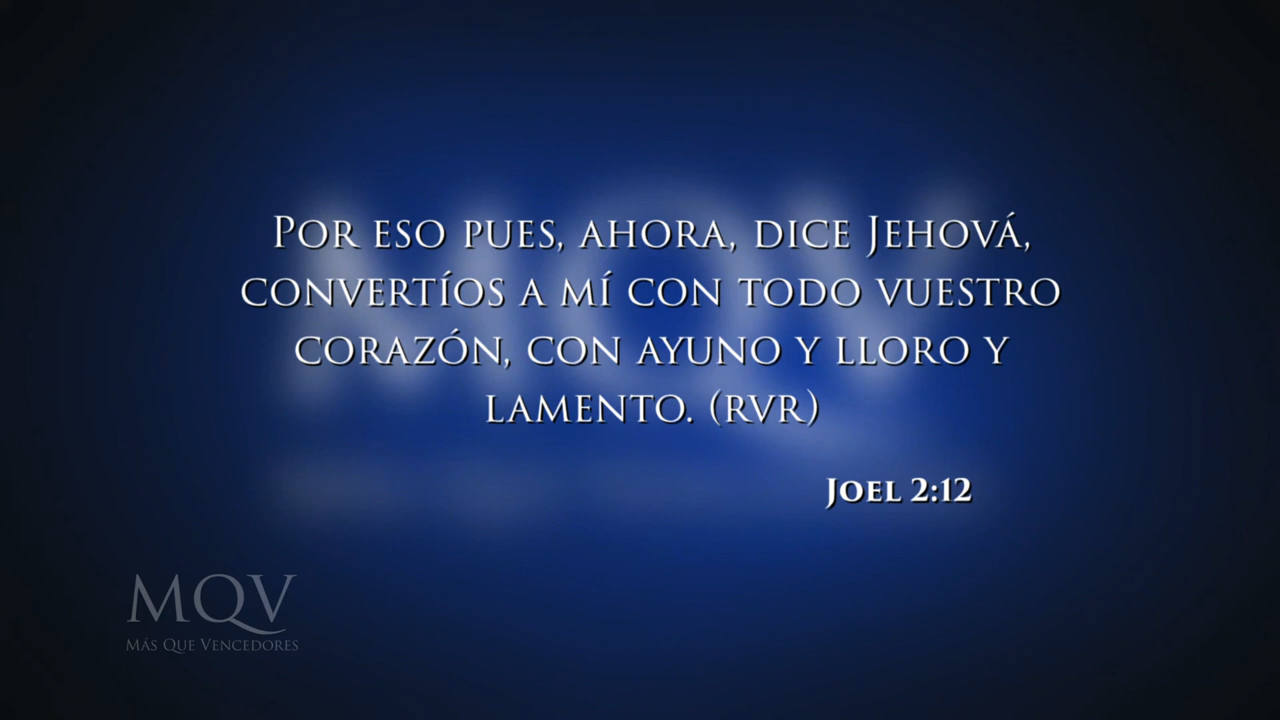 Por eso pues, ahora, dice Jehová,
convertíos a mí con todo vuestro
corazón, con ayuno y lloro y
lamento. (rvr)
Joel 2:12
MQV
Más Que Vencedores